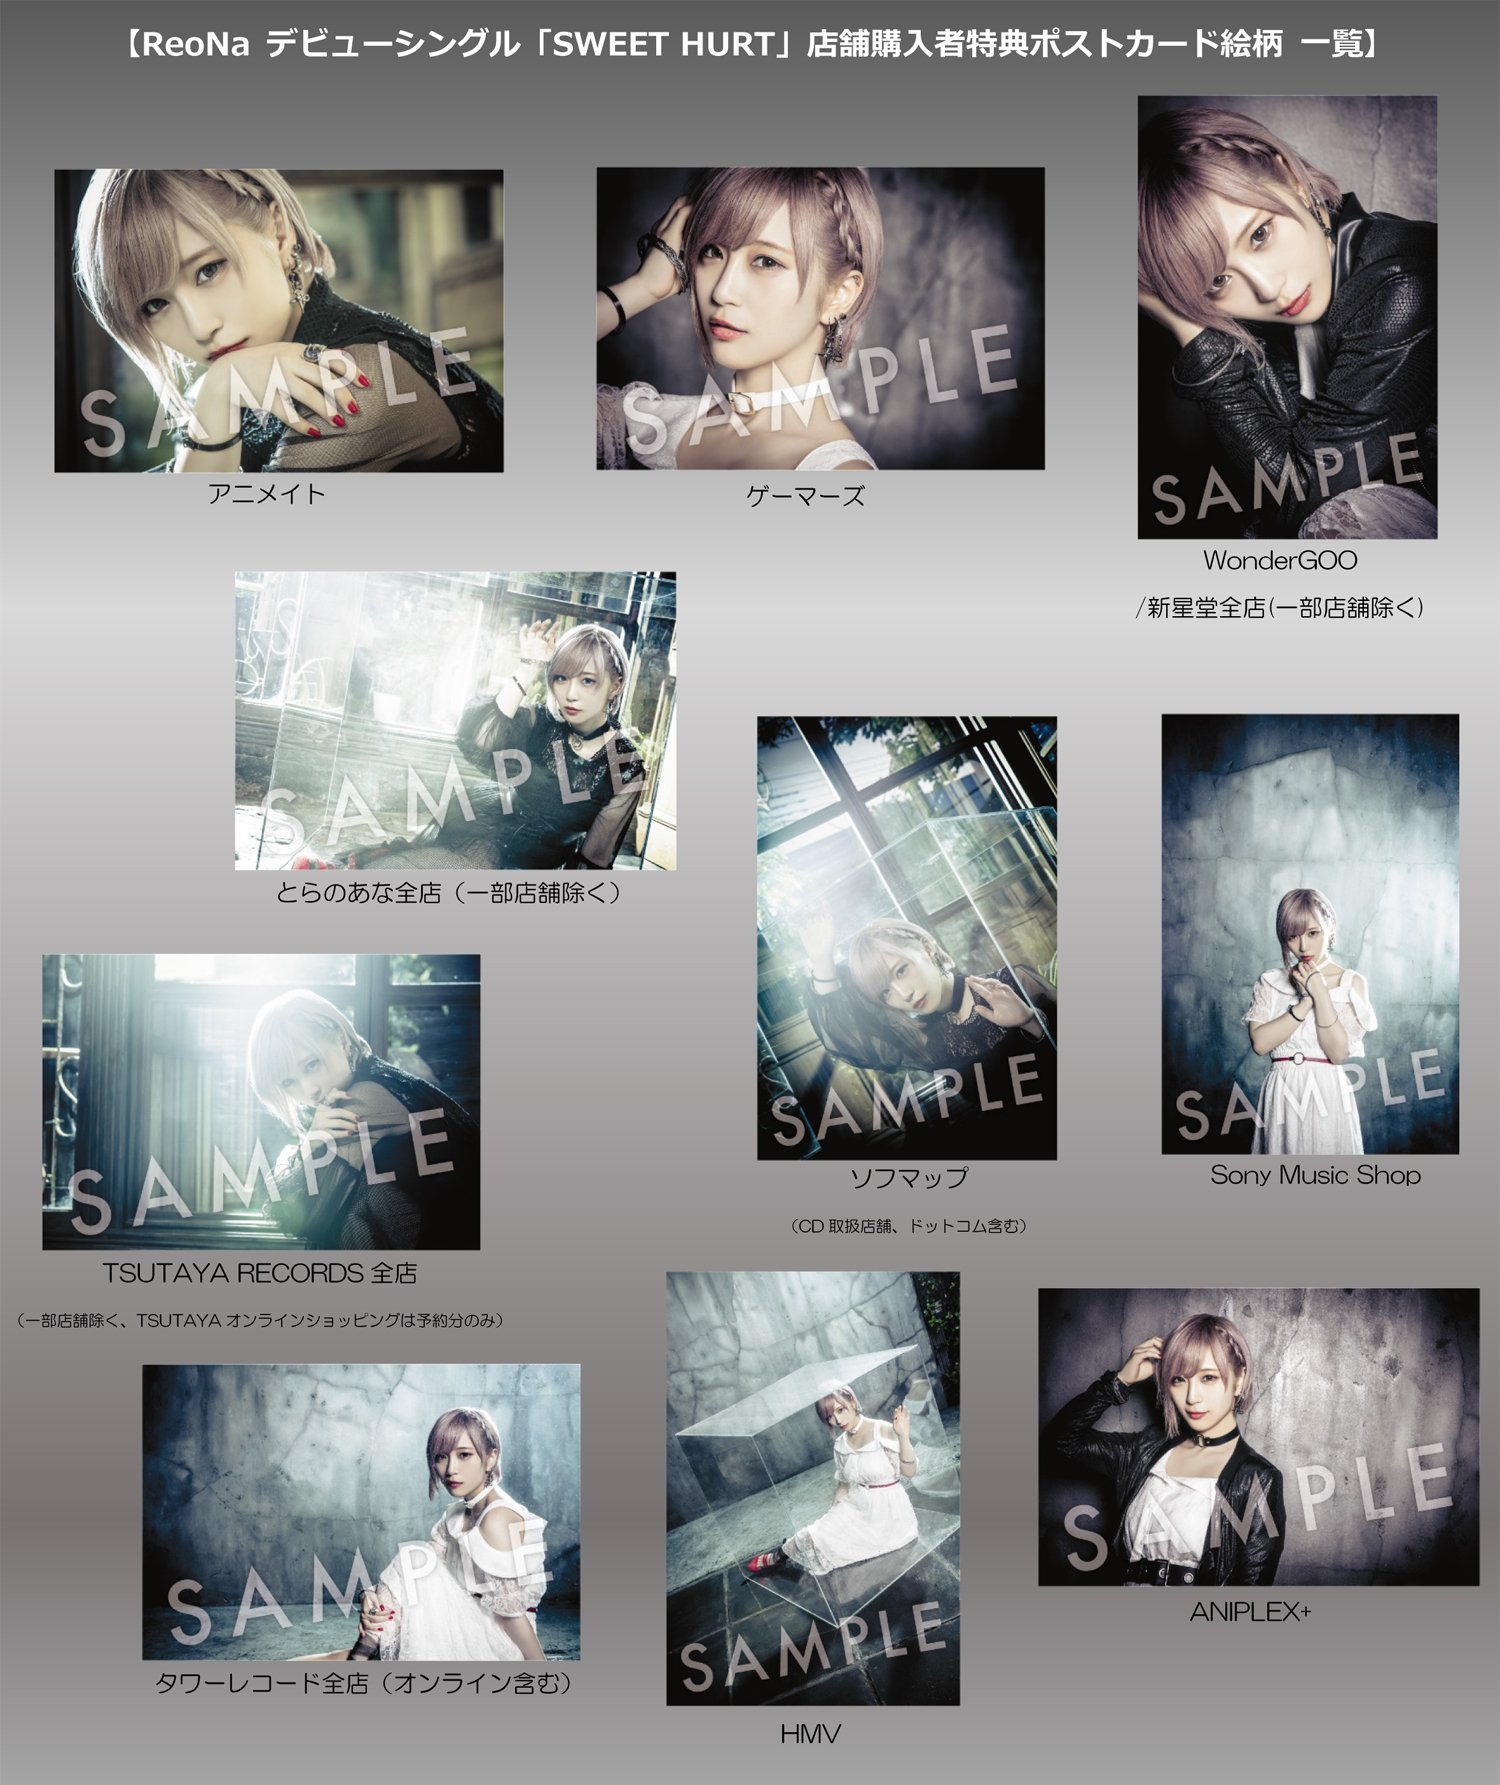 【ReoNa デビューシングル「SWEET HURT」店舗購入者特典ポストカード絵柄 一覧】
SAMPLE
アニメイト
SAMPLE
ゲーマーズ
SAMPLE
WonderGOO
/新星堂全店(一部店舗除く)
SAMPLE
とらのあな全店（一部店舗除く）
SAMPLE
ソフマップ
（CD 取扱店舗、ドットコム含む）
SAMPLE
Sony Music Shop
SAMPLE
TSUTAYA RECORDS 全店
（一部店舗除く、TSUTAYA オンラインショッピングは予約分のみ）
SAMPLE
タワーレコード全店（オンライン含む）
SAMPLE
HMV
SAMPLE
ANIPLEX+